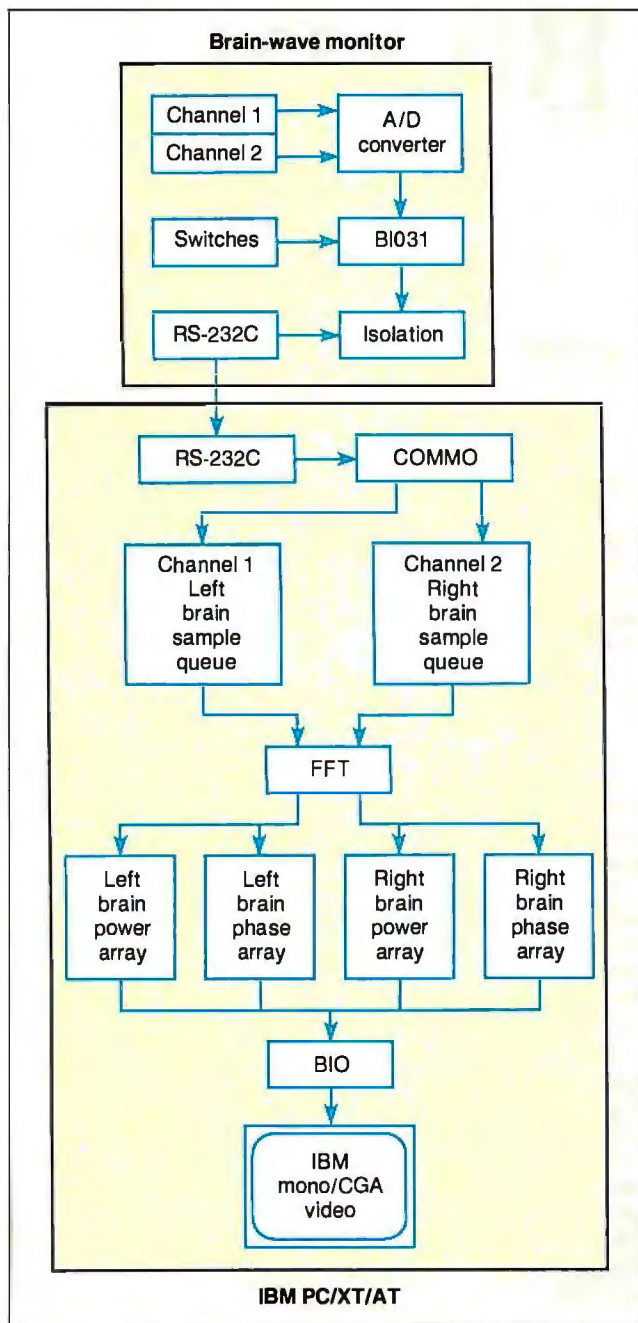 Brain-wave monitor
Channel 1
A/D
converter
Channel 2
Switches
BI031
RS-232C
Isolation
RS-232C
COMMO
Channel 1
Left
brain
sample
queue
Channel 2
Right
brain
sample
queue
FFT
Left
brain
power
array
Left
brain
phase
array
Right
brain
power
array
Right
brain
phase
array
BIO
IBM
mono/CGA
video
IBM PC/XT/AT